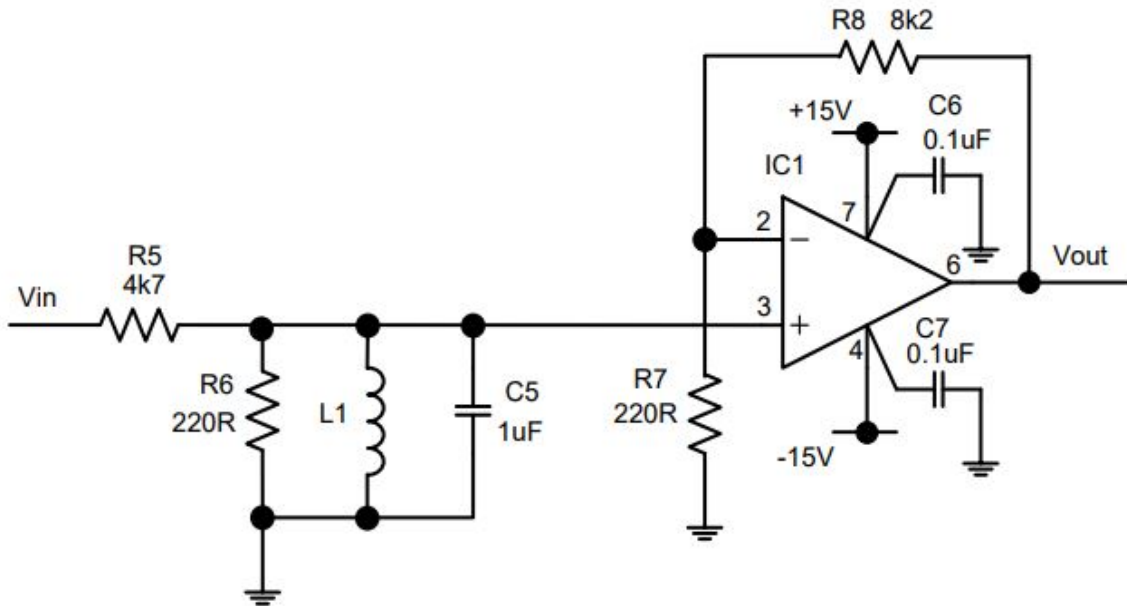 R8 8k2
+15V
C6
0.1uF
IC1
7
2
−
R5
4k7
6
Vout
Vin
3
+
C7
0.1uF
4
R6
220R
L1
C5
1uF
R7
220R
-15V